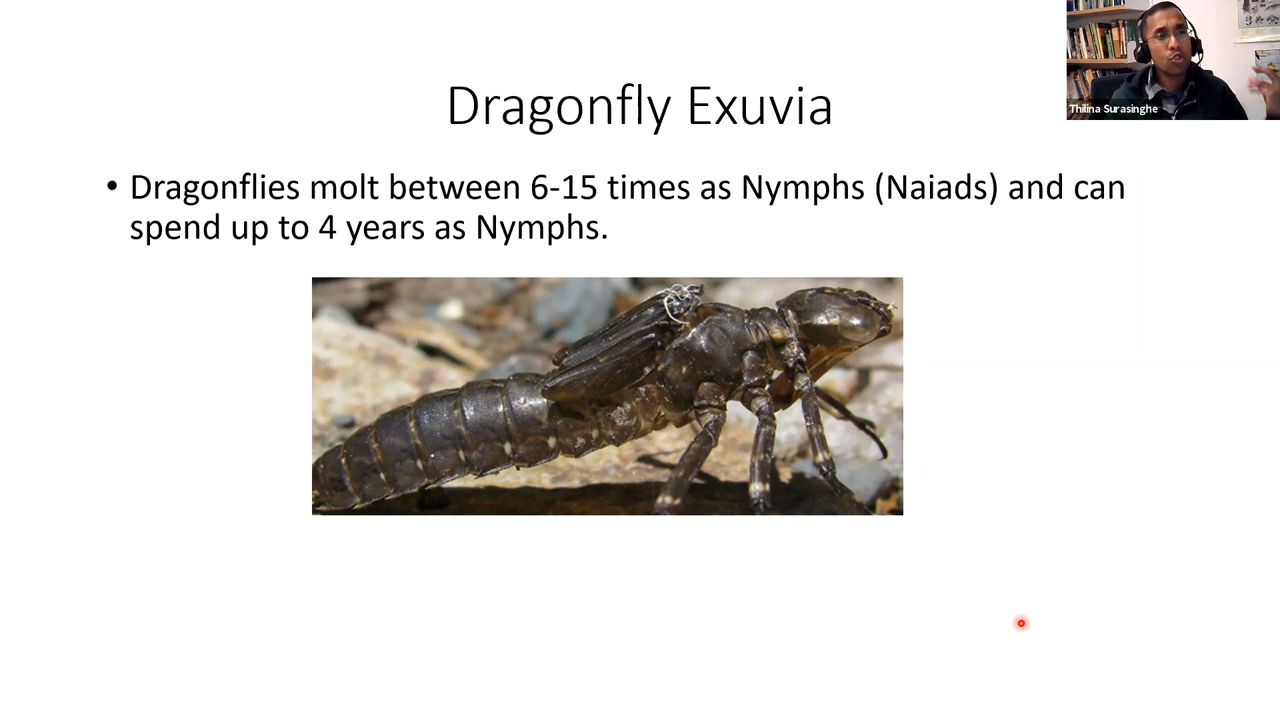 Thilina Surasinghe
Dragonfly Exuvia
• Dragonflies molt between 6-15 times as Nymphs (Naiads) and can
spend up to 4 years as Nymphs.